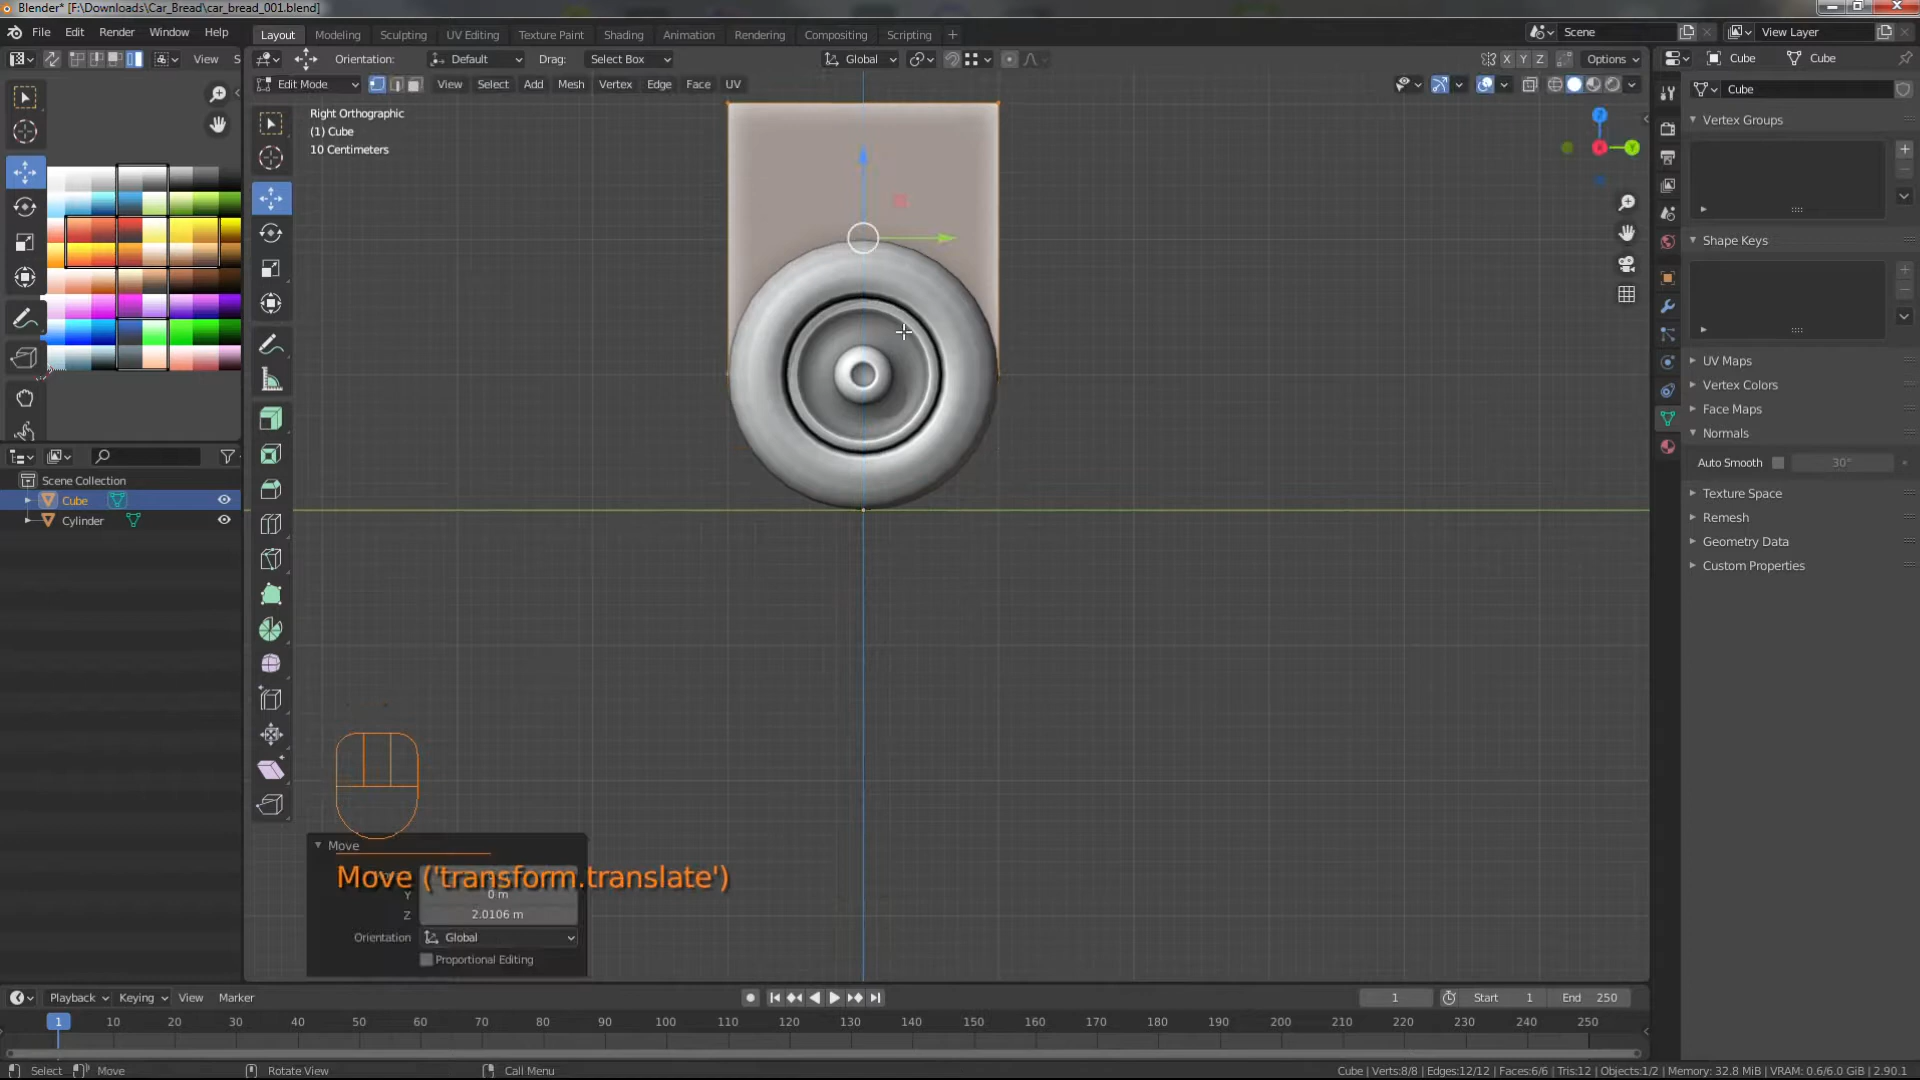 Blender* [F:\Downloads\Car_Bread\car_bread_001.blend]
File Edit Render Window Help
Layout Modeling Sculpting UV Editing Texture Paint Shading Animation Rendering Compositing Scripting
Scene
View Layer
View S
Orientation: Default Drag: Select Box
Global
X Y Z Options
Cube Cube
Edit Mode View Select Add Mesh Vertex Edge Face UV
Cube
Right Orthographic
(1) Cube
10 Centimeters
Z
X
Y
Vertex Groups
Shape Keys
UV Maps
Vertex Colors
Face Maps
Normals
Auto Smooth 30°
Texture Space
Remesh
Geometry Data
Custom Properties
Scene Collection
Cube
Cylinder
Move
Move ('transform.translate')
Y 0 m
Z 2.0106 m
Orientation Global
Proportional Editing
Playback Keying View Marker
1 Start 1 End 250
1 10 20 30 40 50 60 70 80 90 100 110 120 130 140 150 160 170 180 190 200 210 220 230 240 250
Select Move Rotate View Call Menu
Cube | Verts:8/8 | Edges:12/12 | Faces:6/6 | Tris:12 | Objects:1/2 | Memory: 32.8 MiB | VRAM: 0.6/6.0 GiB | 2.90.1